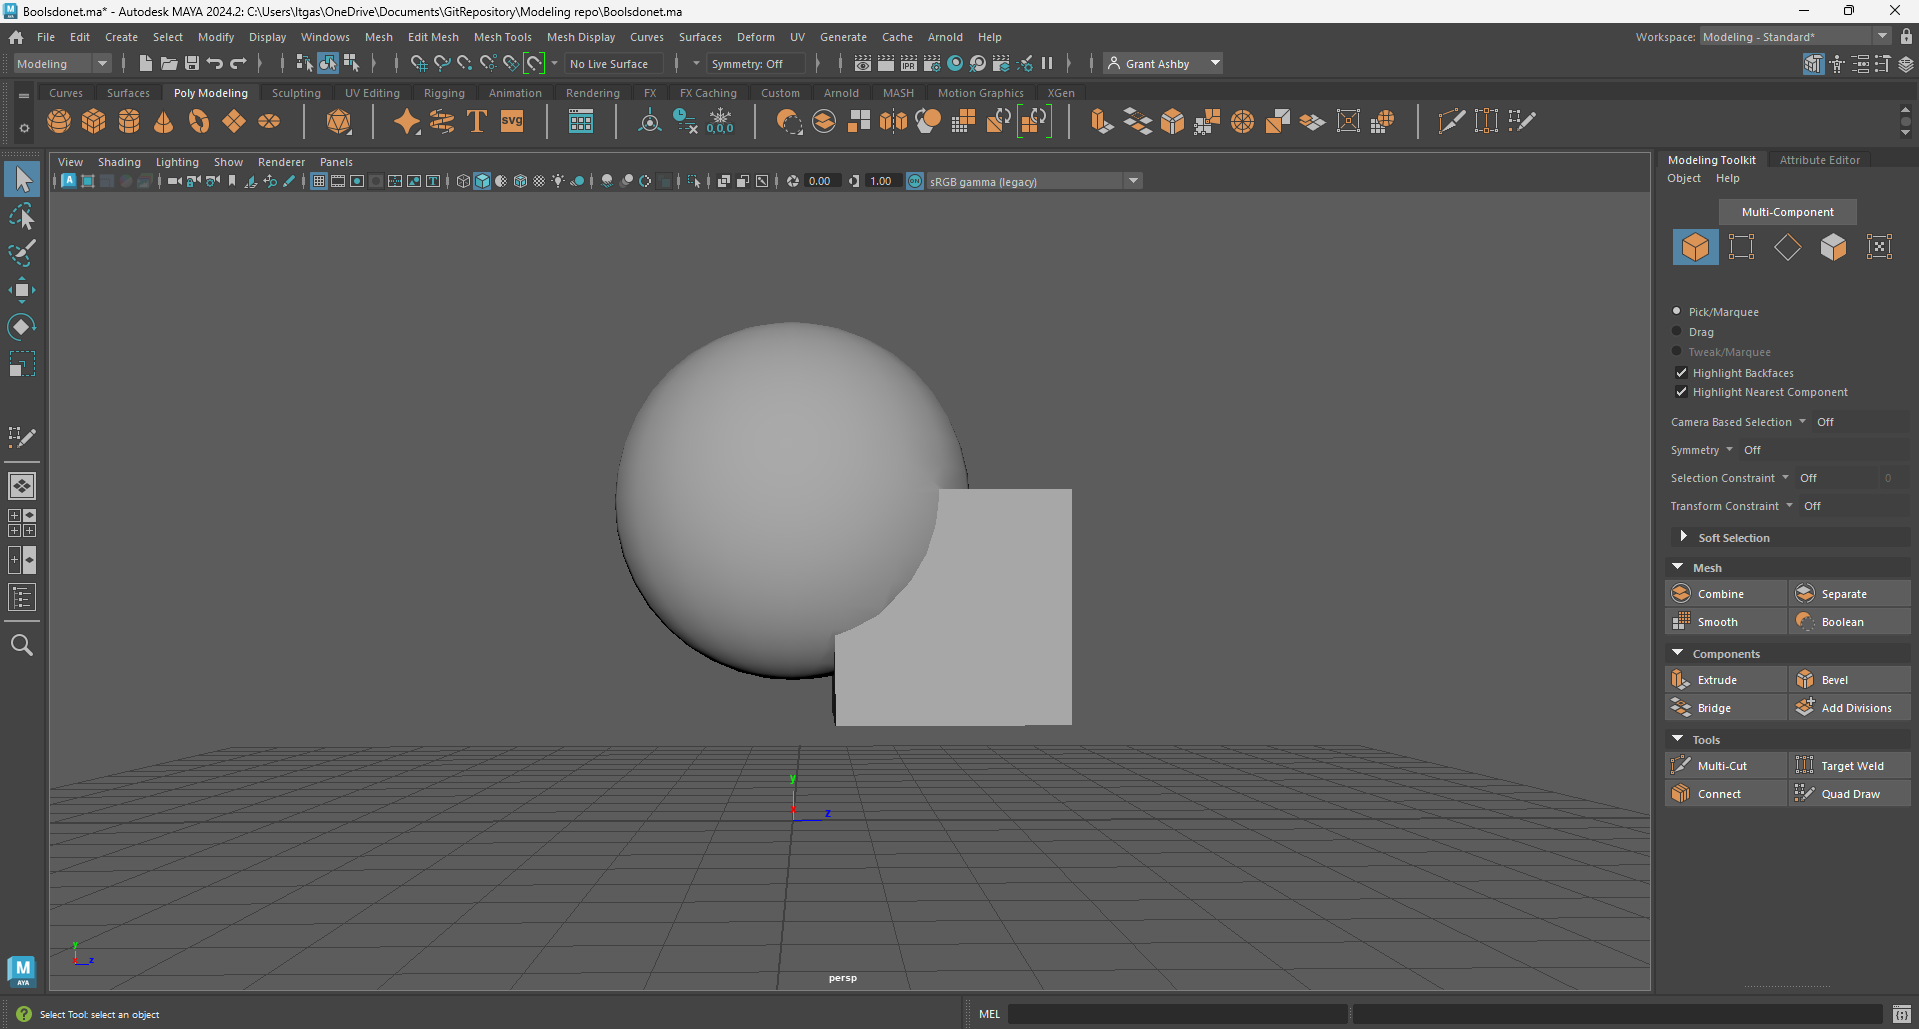 Boolsdonet.ma* - Autodesk MAYA 2024.2: C:\Users\ltgas\OneDrive\Documents\GitRepository\Modeling repo\Boolsdonet.ma
File Edit Create Select Modify Display Windows Mesh Edit Mesh Mesh Tools Mesh Display Curves Surfaces Deform UV Generate Cache Arnold Help Workspace: Modeling - Standard*
Modeling No Live Surface Symmetry: Off IPR Grant Ashby
Curves Surfaces Poly Modeling Sculpting UV Editing Rigging Animation Rendering FX FX Caching Custom Arnold MASH Motion Graphics XGen
T SVG 0,0,0
View Shading Lighting Show Renderer Panels
0.00 1.00 ON sRGB gamma (legacy)
Modeling Toolkit Attribute Editor
Object Help
Multi-Component
Pick/Marquee
Drag
Tweak/Marquee
Highlight Backfaces
Highlight Nearest Component
Camera Based Selection Off
Symmetry Off
Selection Constraint Off 0
Transform Constraint Off
Soft Selection
Mesh
Combine Separate
Smooth Boolean
Components
Extrude Bevel
Bridge Add Divisions
Tools
Multi-Cut Target Weld
Connect Quad Draw
y
x z
y
x z
persp
M
AYA
Select Tool: select an object
MEL